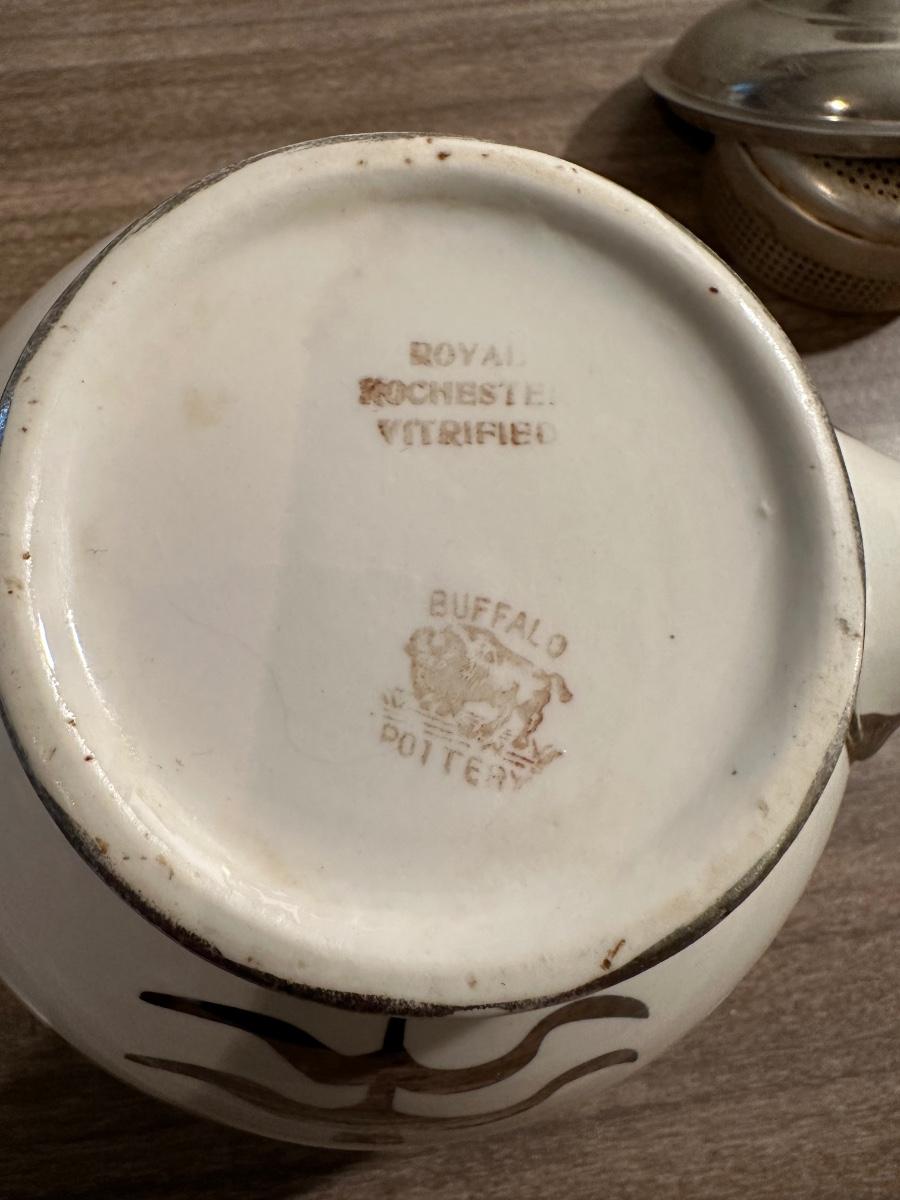 ROYAL
ROCHESTER
VITRIFIED
BUFFALO
POTTERY